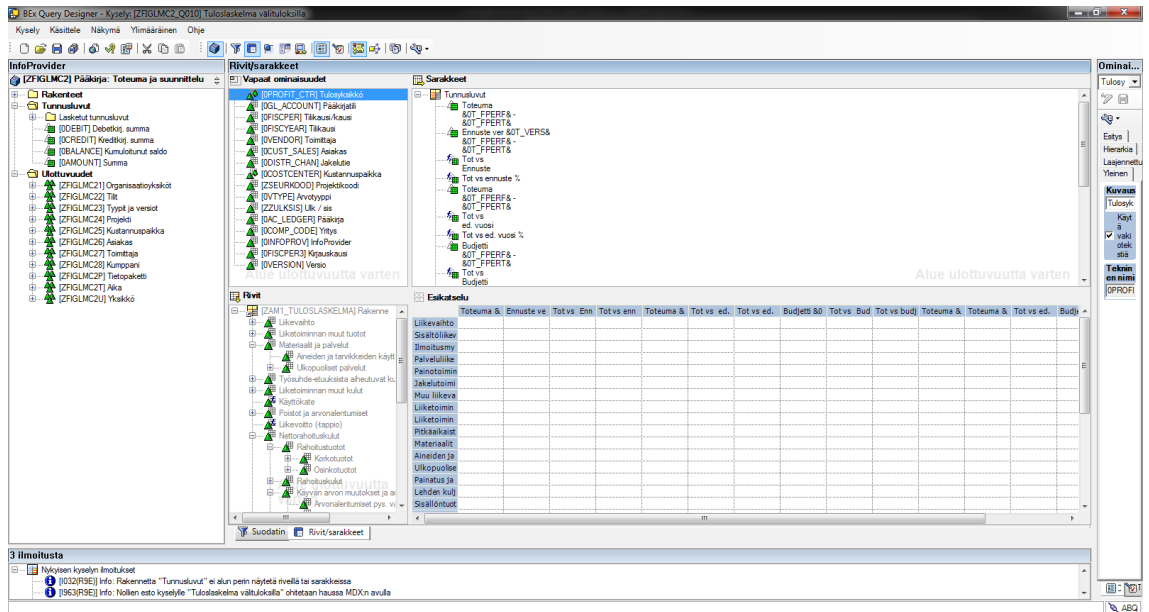 BEx Query Designer - Kysely: [ZFIGLMC2_Q010] Tuloslaskelma välituloksilla
Kysely Käsittele Näkymä Ylimääräinen Ohje
InfoProvider
[ZFIGLMC2] Pääkirja: Toteuma ja suunnittelu
Rakenteet
Tunnusluvut
Lasketut tunnusluvut
[0DEBIT] Debetkirj. summa
[0CREDIT] Kreditkirj. summa
[0BALANCE] Kumuloitunut saldo
[0AMOUNT] Summa
Ulottuvuudet
[ZFIGLMC21] Organisaatioyksiköt
[ZFIGLMC22] Tilit
[ZFIGLMC23] Tyypit ja versiot
[ZFIGLMC24] Projekti
[ZFIGLMC25] Kustannuspaikka
[ZFIGLMC26] Asiakas
[ZFIGLMC27] Toimittaja
[ZFIGLMC28] Kumppani
[ZFIGLMC2P] Tietopaketti
[ZFIGLMC2T] Aika
[ZFIGLMC2U] Yksikkö
Rivit/sarakkeet
Vapaat ominaisuudet
[0PROFIT_CTR] Tulosyksikkö
[0GL_ACCOUNT] Pääkirjatili
[0FISCPER] Tilikausi/kausi
[0FISCYEAR] Tilikausi
[0VENDOR] Toimittaja
[0CUST_SALES] Asiakas
[0DISTR_CHAN] Jakelutie
[0COSTCENTER] Kustannuspaikka
[ZSEURKOOD] Projektikoodi
[0VTYPE] Arvotyyppi
[ZZULKSIS] Ulk / sis
[0AC_LEDGER] Pääkirja
[0COMP_CODE] Yritys
[0INFOPROV] InfoProvider
[0FISCPER3] Kirjauskausi
[0VERSION] Versio
Alue ulottuvuutta varten
Sarakkeet
Tunnusluvut
Toteuma
&0T_FPERF& -
&0T_FPERT&
Ennuste ver &0T_VERS&
&0T_FPERF& -
&0T_FPERT&
Tot vs
Ennuste
Tot vs ennuste %
Toteuma
&0T_FPERF& -
&0T_FPERT&
Tot vs
ed. vuosi
Tot vs ed. vuosi %
Budjetti
&0T_FPERF& -
&0T_FPERT&
Tot vs
Budjetti
Alue ulottuvuutta varten
Rivit
[ZAM1_TULOSLASKELMA] Rakenne
Liikevaihto
Liiketoiminnan muut tuotot
Materiaalit ja palvelut
Aineiden ja tarvikkeiden käytt
Ulkopuoliset palvelut
Työsuhde-etuuksista aiheutuvat ku
Liiketoiminnan muut kulut
Käyttökate
Poistot ja arvonalentumiset
Liikevoitto (-tappio)
Nettorahoituskulut
Rahoitustuotot
Korkotuotot
Osinkotuotot
Rahoituskulut
Käyvän arvon muutokset ja ar
Arvonalentumiset pys. va
Esikatselu
Toteuma & Ennuste ve Tot vs Enn Tot vs enn Toteuma & Tot vs ed. Tot vs ed. Budjetti &0 Tot vs Bud Tot vs budj Toteuma & Toteuma & Tot vs ed. Budje
Liikevaihto
Sisältöliikev
Ilmoitusmy
Palveluliike
Painotoimin
Jakelutoimi
Muu liikeva
Liiketoimin
Liiketoimin
Pitkäaikaist
Materiaalit
Aineiden ja
Ulkopuolise
Painatus ja
Lehden kulj
Sisällöntuot
Suodatin Rivit/sarakkeet
Ominai...
Tulosy
Esitys
Hierarkia
Laajennettu
Yleinen
Kuvaus
Tulosyk
Käyt
ä
vaki
otek
stiä
Teknin
en nimi
0PROFI
3 ilmoitusta
Nykyisen kyselyn ilmoitukset
[I032(R9E)] Info: Rakennetta "Tunnusluvut" ei alun perin näytetä riveillä tai sarakkeissa
[I963(R9E)] Info: Nollien esto kyselylle "Tuloslaskelma välituloksilla" ohitetaan haussa MDX:n avulla
ABQ